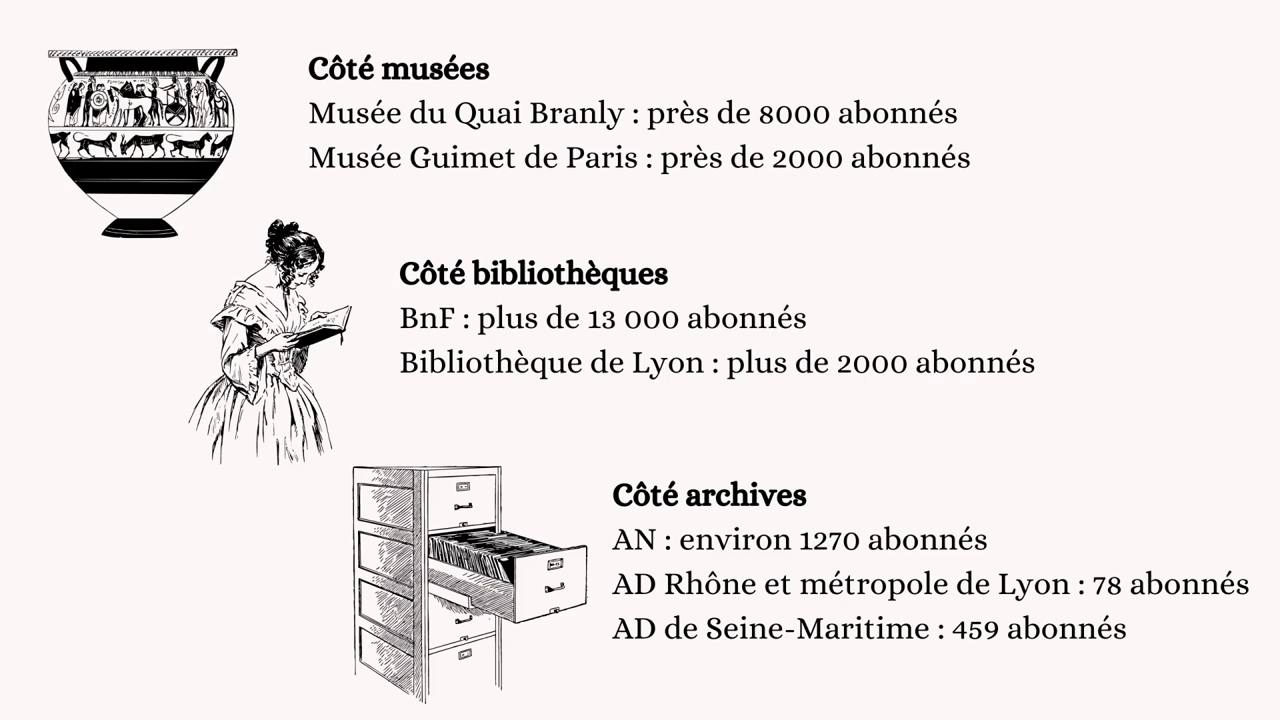 Côté musées
Musée du Quai Branly : près de 8000 abonnés
Musée Guimet de Paris : près de 2000 abonnés
Côté bibliothèques
BnF : plus de 13 000 abonnés
Bibliothèque de Lyon : plus de 2000 abonnés
Côté archives
AN : environ 1270 abonnés
AD Rhône et métropole de Lyon : 78 abonnés
AD de Seine-Maritime : 459 abonnés